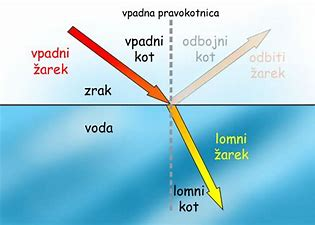 vpadna pravokotnica
vpadni
žarek
vpadni
kot
odbojni
kot
odbiti
žarek
zrak
voda
lomni
žarek
lomni
kot